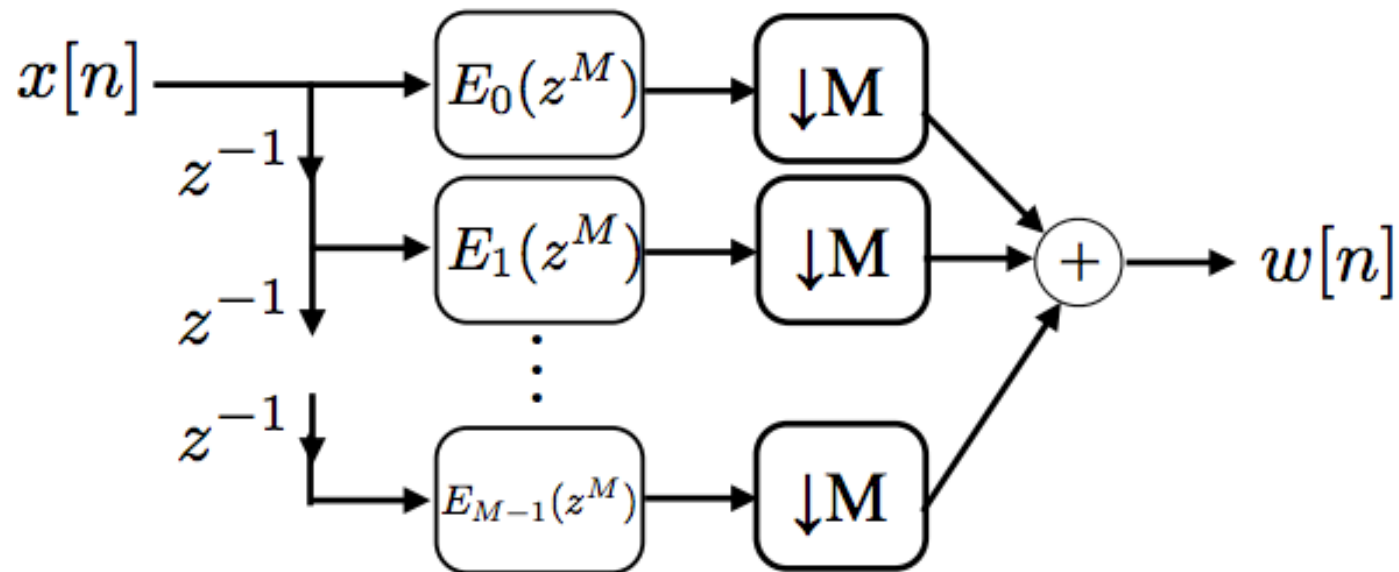 x[n] E_0(z^M) ↓M
z^{-1}
E_1(z^M) ↓M + w[n]
z^{-1}
⋮
z^{-1}
E_{M-1}(z^M) ↓M